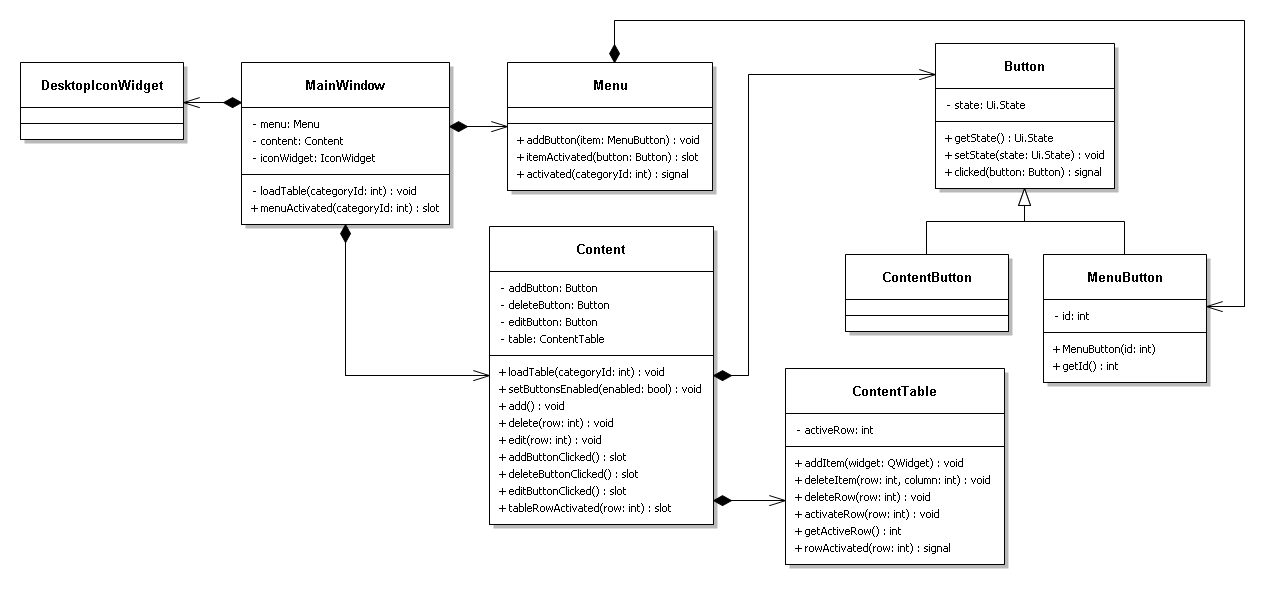 DesktopIconWidget
MainWindow
- menu: Menu
- content: Content
- iconWidget: IconWidget
- loadTable(categoryId: int) : void
+ menuActivated(categoryId: int) : slot
Menu
+ addButton(item: MenuButton) : void
+ itemActivated(button: Button) : slot
+ activated(categoryId: int) : signal
Button
- state: Ui.State
+ getState() : Ui.State
+ setState(state: Ui.State) : void
+ clicked(button: Button) : signal
Content
- addButton: Button
- deleteButton: Button
- editButton: Button
- table: ContentTable
+ loadTable(categoryId: int) : void
+ setButtonsEnabled(enabled: bool) : void
+ add() : void
+ delete(row: int) : void
+ edit(row: int) : void
+ addButtonClicked() : slot
+ deleteButtonClicked() : slot
+ editButtonClicked() : slot
+ tableRowActivated(row: int) : slot
ContentButton
MenuButton
- id: int
+ MenuButton(id: int)
+ getId() : int
ContentTable
- activeRow: int
+ addItem(widget: QWidget) : void
+ deleteItem(row: int, column: int) : void
+ deleteRow(row: int) : void
+ activateRow(row: int) : void
+ getActiveRow() : int
+ rowActivated(row: int) : signal